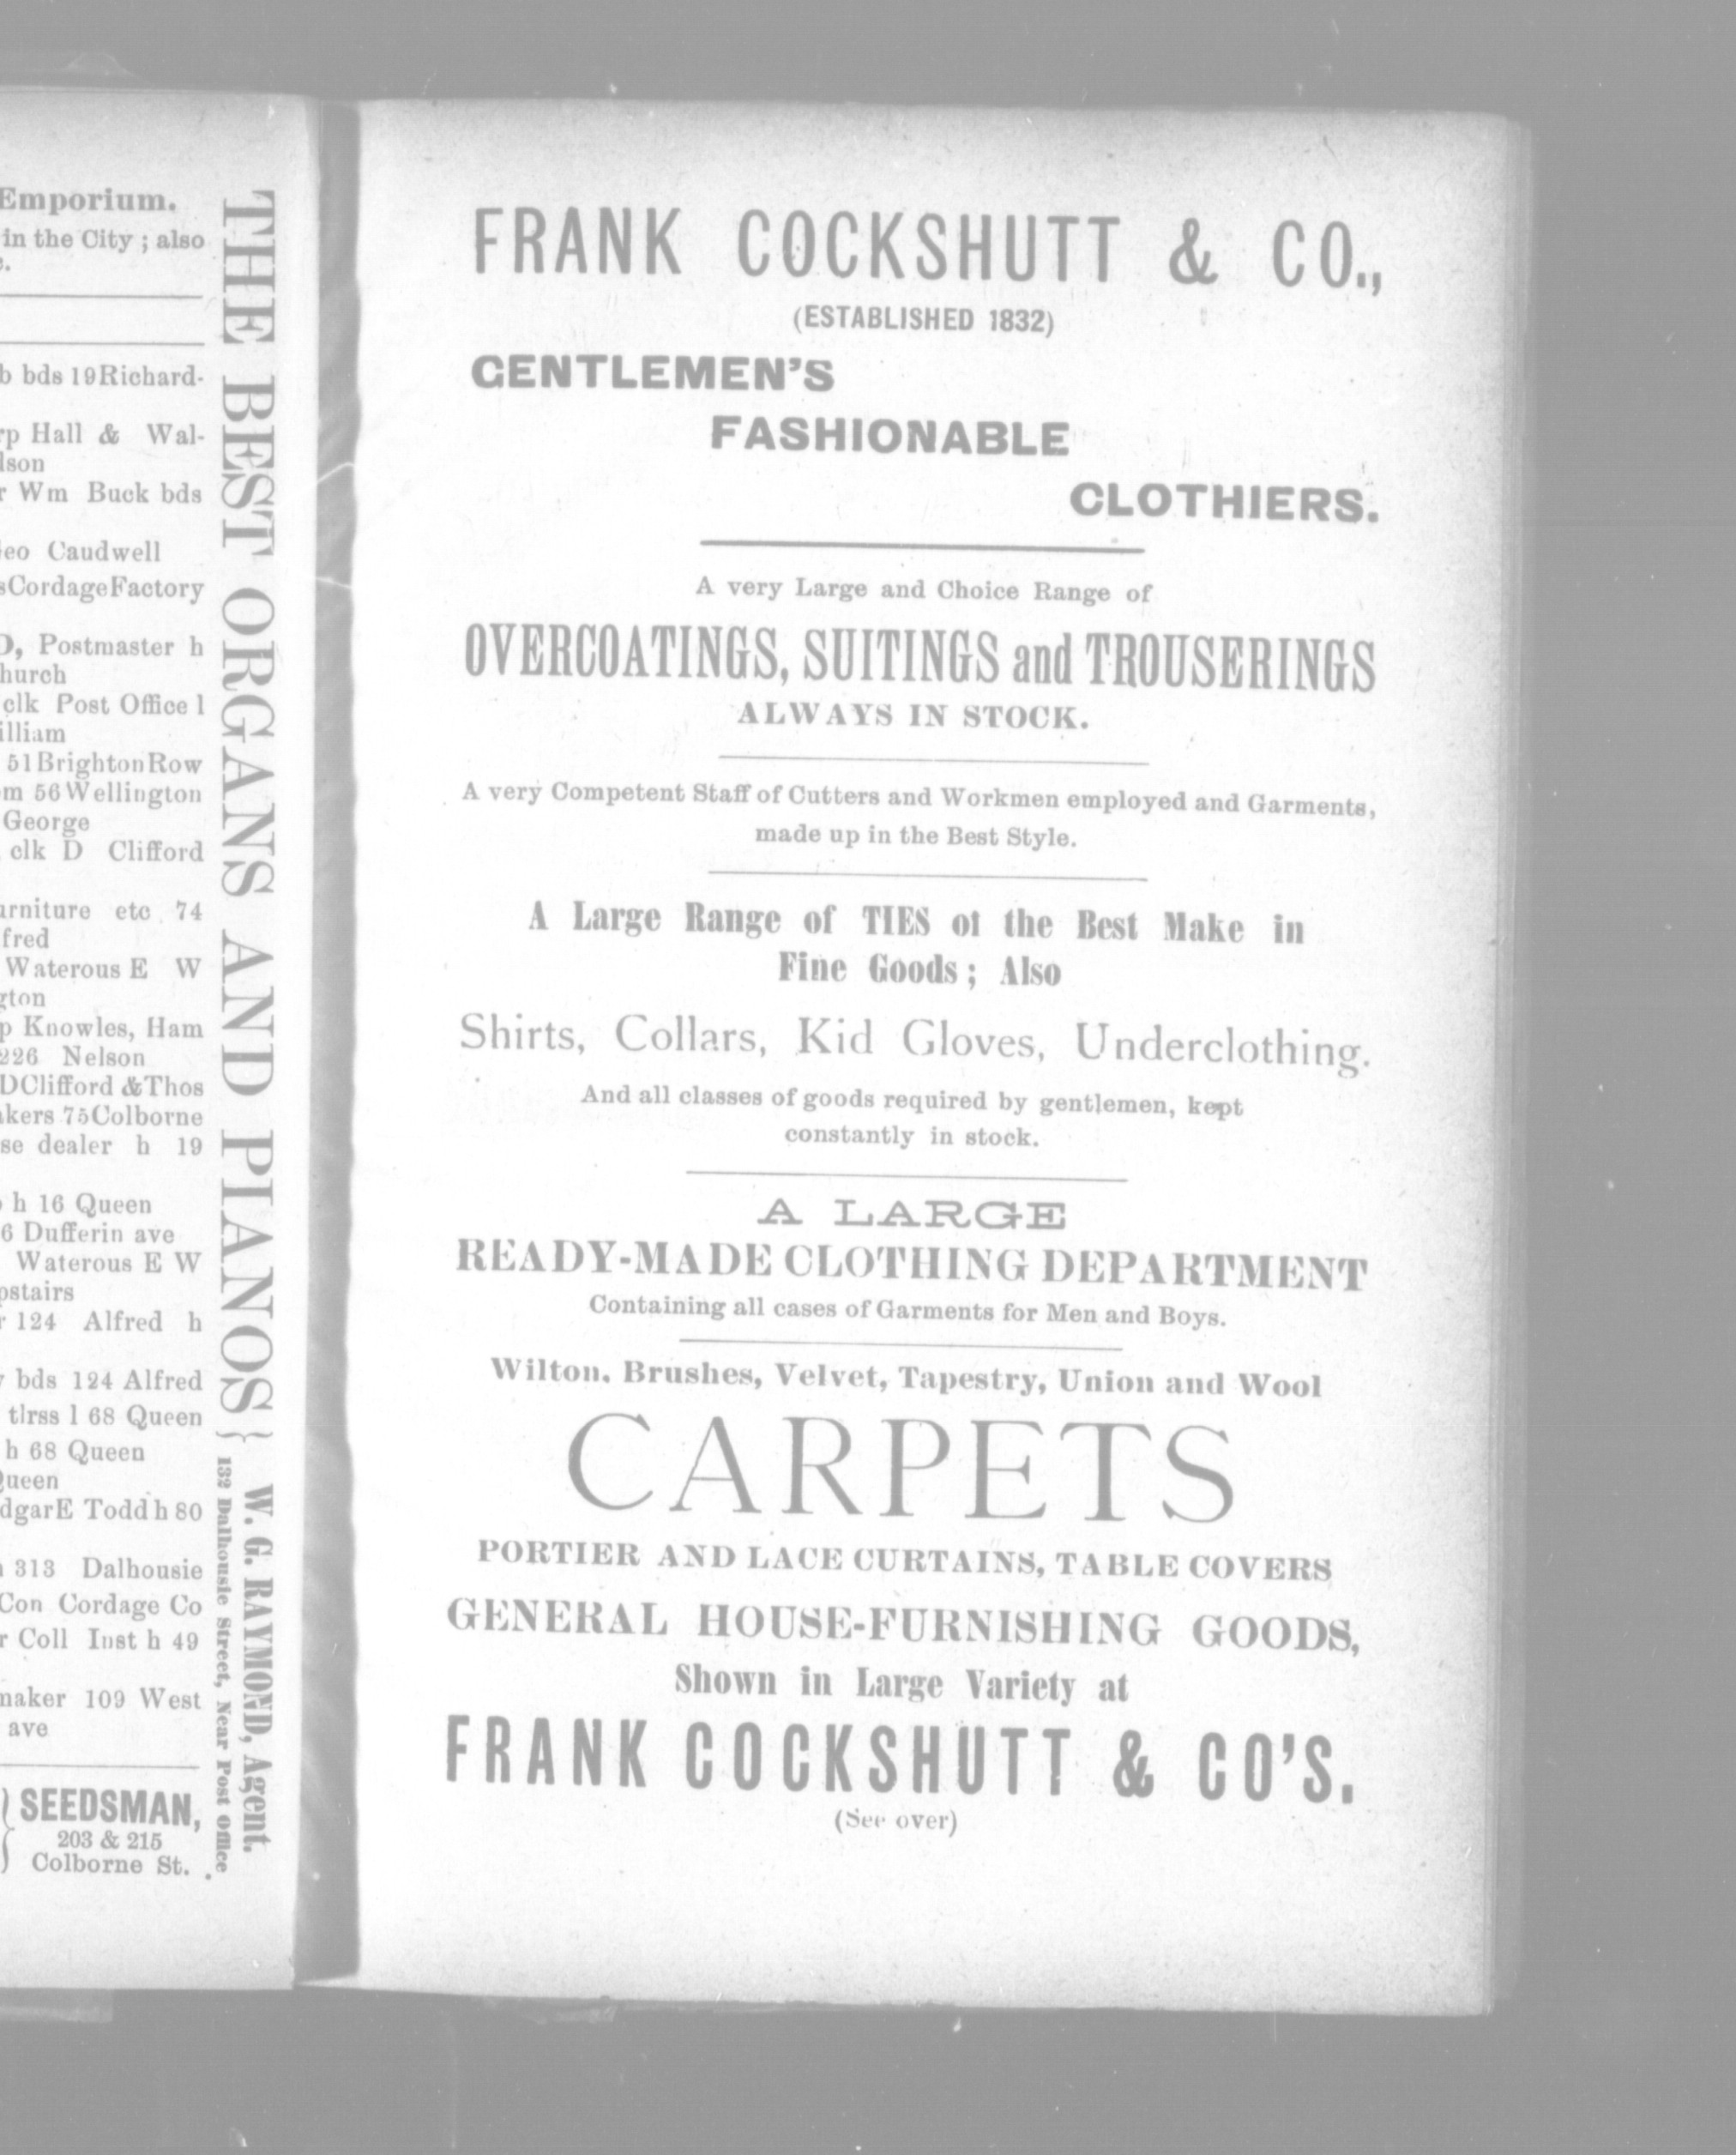 Emporium.
in the City ; also
c.
b bds 19 Richard-
rp Hall & Wal-
lson
r Wm Buck bds
Geo Caudwell
sCordageFactory
D, Postmaster h
hurch
clk Post Office l
illiam
51 Brighton Row
m 56 Wellington
George
clk D Clifford
urniture etc 74
fred
Waterous E W
gton
p Knowles, Ham
226 Nelson
D Clifford & Thos
akers 75 Colborne
se dealer h 19
h 16 Queen
6 Dufferin ave
Waterous E W
pstairs
r 124 Alfred h
y bds 124 Alfred
tlrss l 68 Queen
h 68 Queen
Queen
dgarE Todd h 80
313 Dalhousie
Con Cordage Co
r Coll Inst h 49
maker 109 West
ave
} SEEDSMAN,
203 & 215
Colborne St.
THE BEST ORGANS AND PIANOS } W. G. RAYMOND, Agent.
132 Dalhousie Street, Near Post Office
FRANK COCKSHUTT & CO.,
(ESTABLISHED 1832)
GENTLEMEN'S
FASHIONABLE
CLOTHIERS.
A very Large and Choice Range of
OVERCOATINGS, SUITINGS and TROUSERINGS
ALWAYS IN STOCK.
A very Competent Staff of Cutters and Workmen employed and Garments,
made up in the Best Style.
A Large Range of TIES ot the Best Make in
Fine Goods ; Also
Shirts, Collars, Kid Gloves, Underclothing.
And all classes of goods required by gentlemen, kept
constantly in stock.
A LARGE
READY-MADE CLOTHING DEPARTMENT
Containing all cases of Garments for Men and Boys.
Wilton. Brushes, Velvet, Tapestry, Union and Wool
CARPETS
PORTIER AND LACE CURTAINS, TABLE COVERS
GENERAL HOUSE-FURNISHING GOODS,
Shown in Large Variety at
FRANK COCKSHUTT & CO'S.
(See over)